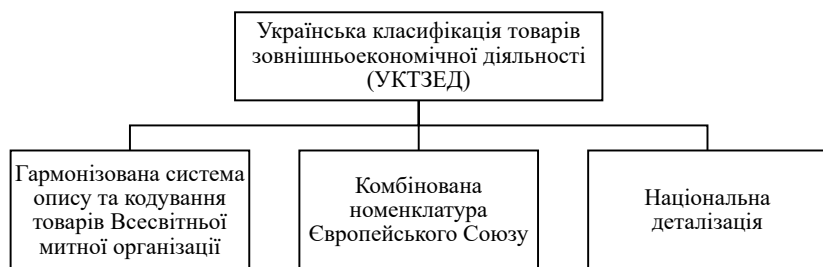 Українська класифікація товарів
зовнішньоекономічної діяльності
(УКТЗЕД)
Гармонізована система
опису та кодування
товарів Всесвітньої
митної організації
Комбінована
номенклатура
Європейського Союзу
Національна
деталізація